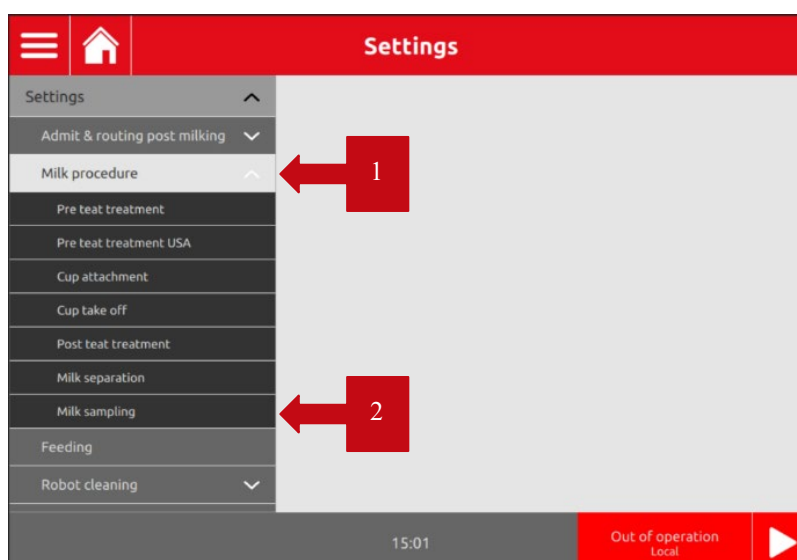 Settings
Settings
Admit & routing post milking
Milk procedure
1
Pre teat treatment
Pre teat treatment USA
Cup attachment
Cup take off
Post teat treatment
Milk separation
Milk sampling
2
Feeding
Robot cleaning
15:01
Out of operation
Local